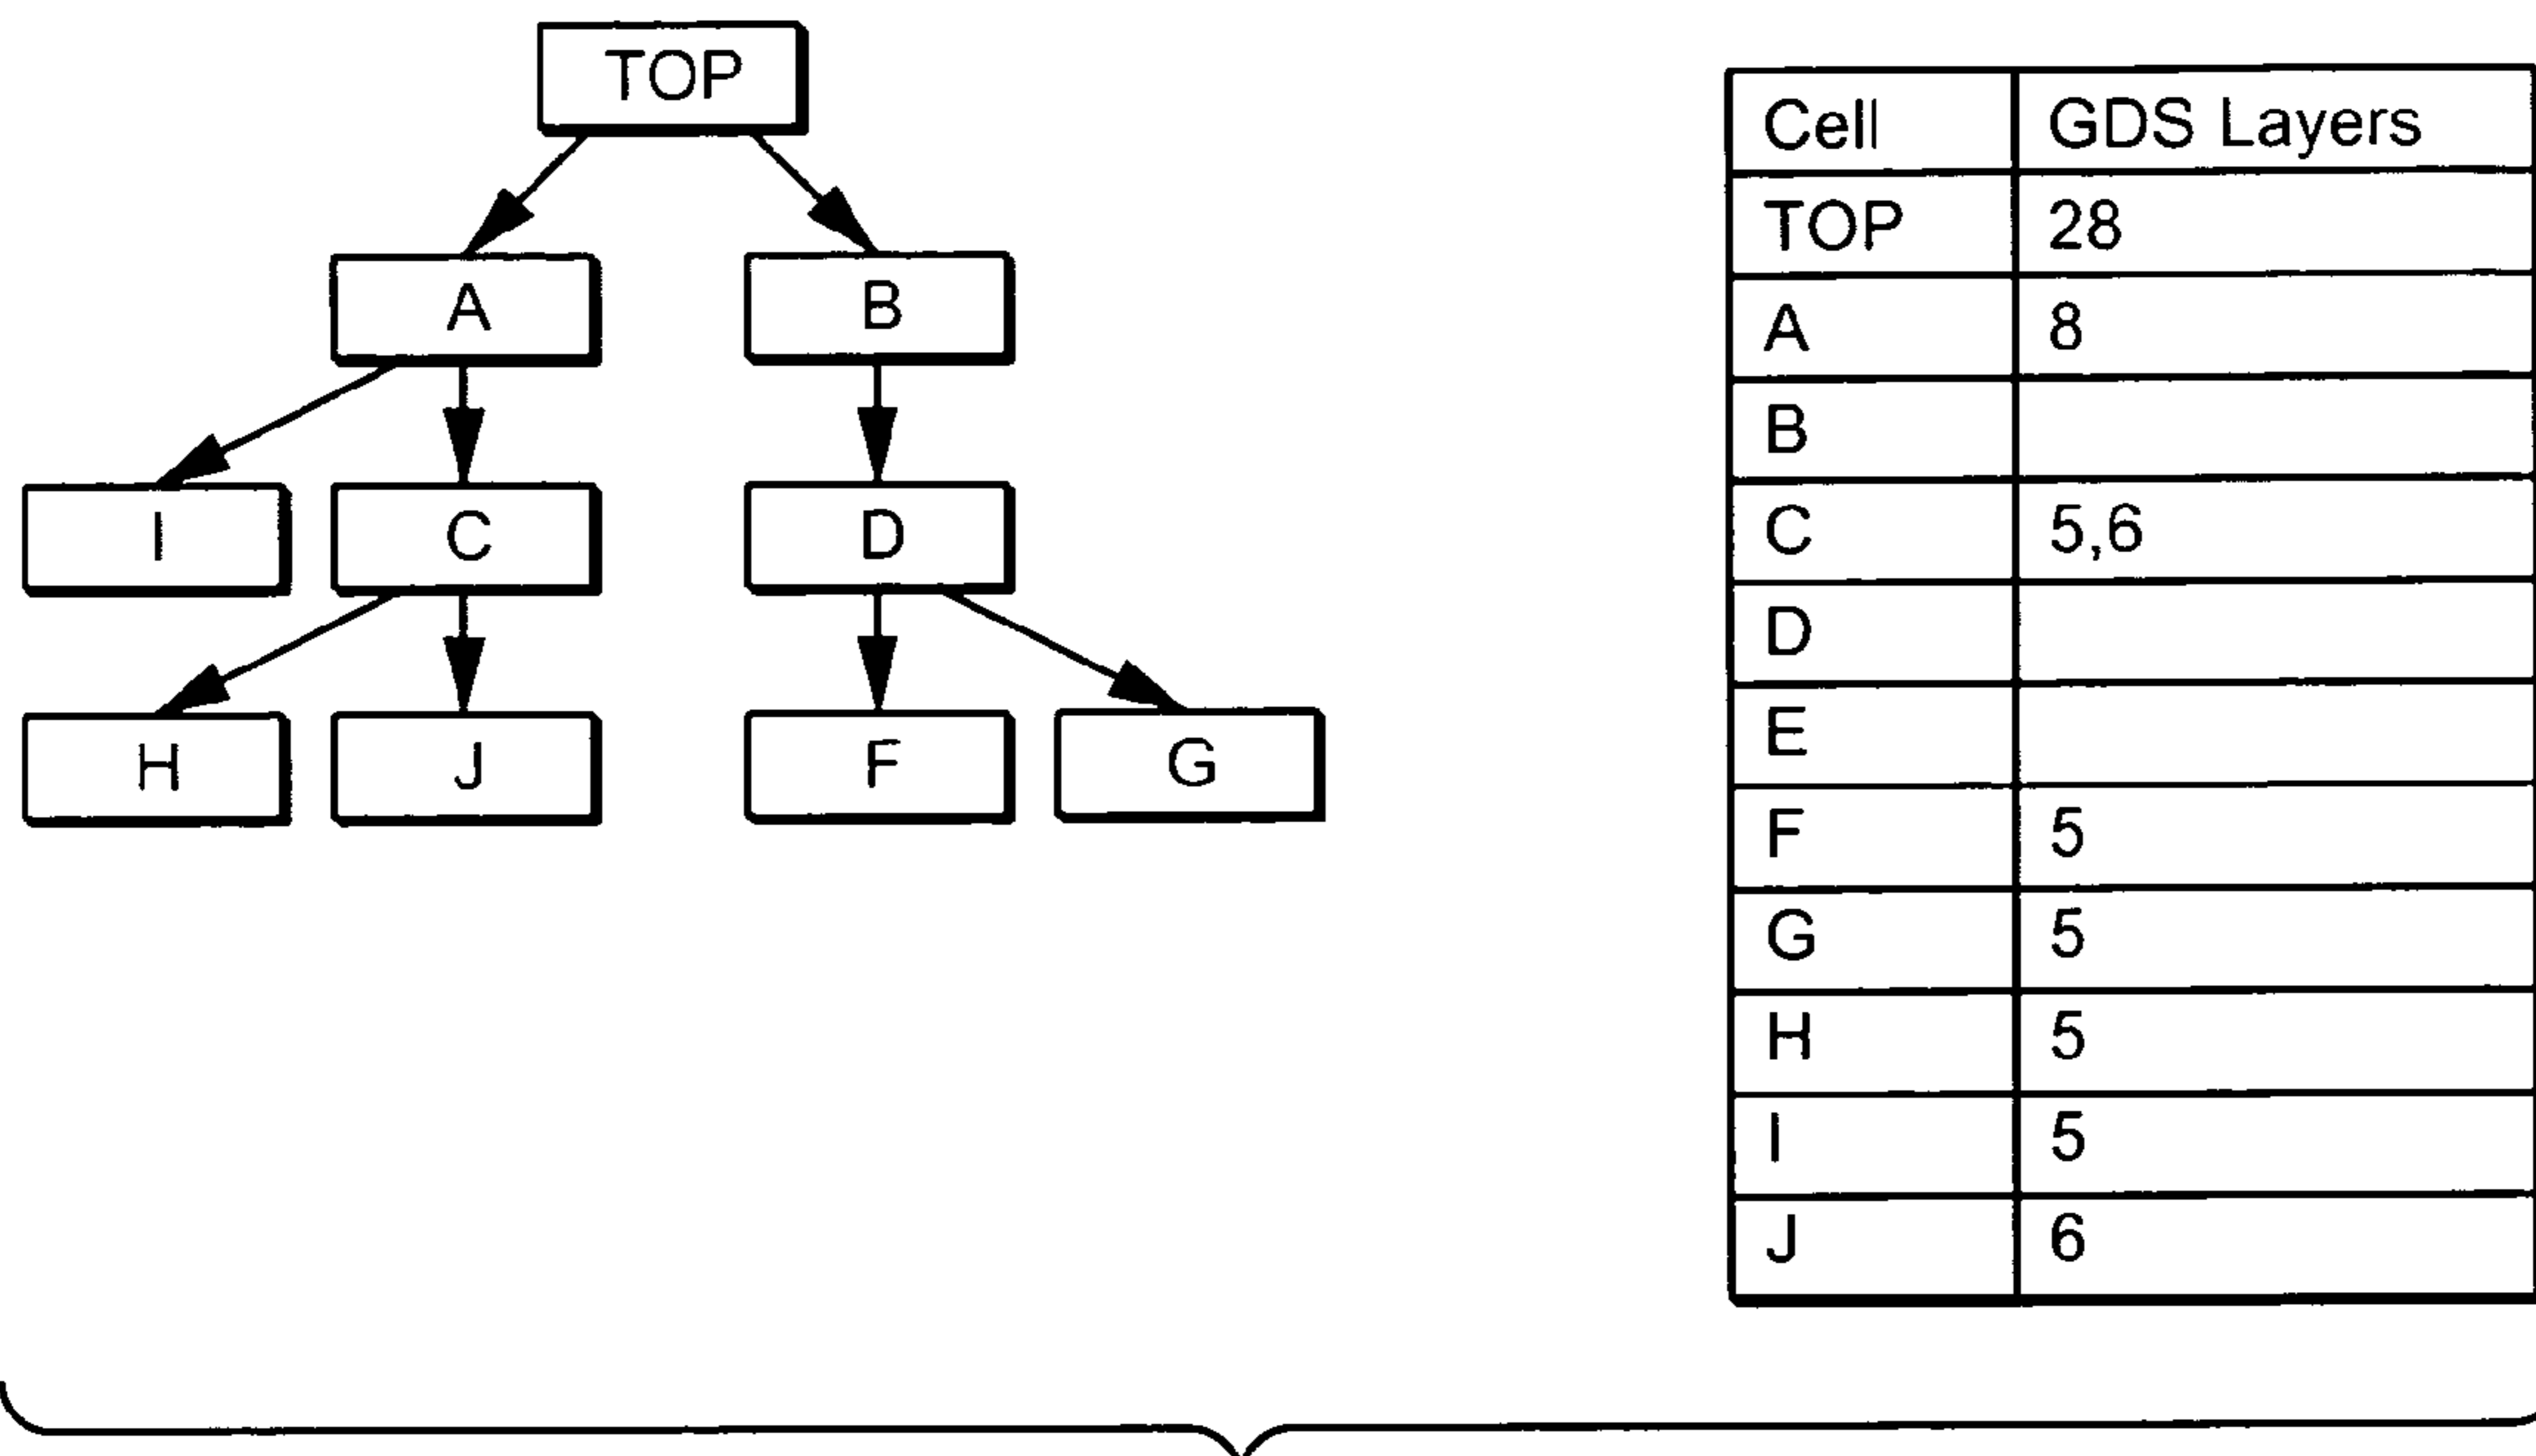 TOP
A B
I C D
H J F G
Cell GDS Layers
TOP 28
A 8
B
C 5,6
D
E
F 5
G 5
H 5
I 5
J 6